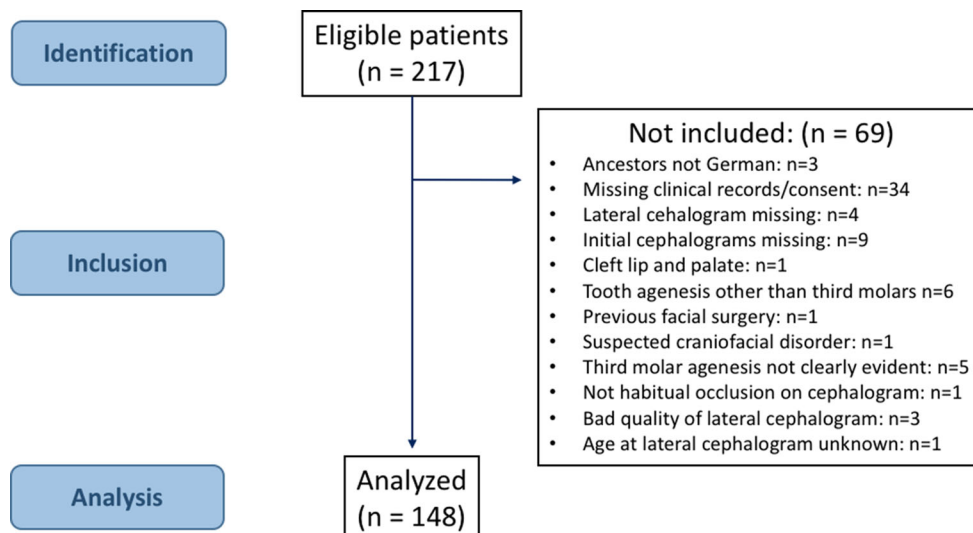 Identification
Eligible patients
(n = 217)
Not included: (n = 69)
• Ancestors not German: n=3
• Missing clinical records/consent: n=34
• Lateral cehalogram missing: n=4
• Initial cephalograms missing: n=9
• Cleft lip and palate: n=1
• Tooth agenesis other than third molars n=6
• Previous facial surgery: n=1
• Suspected craniofacial disorder: n=1
• Third molar agenesis not clearly evident: n=5
• Not habitual occlusion on cephalogram: n=1
• Bad quality of lateral cephalogram: n=3
• Age at lateral cephalogram unknown: n=1
Inclusion
Analysis
Analyzed
(n = 148)